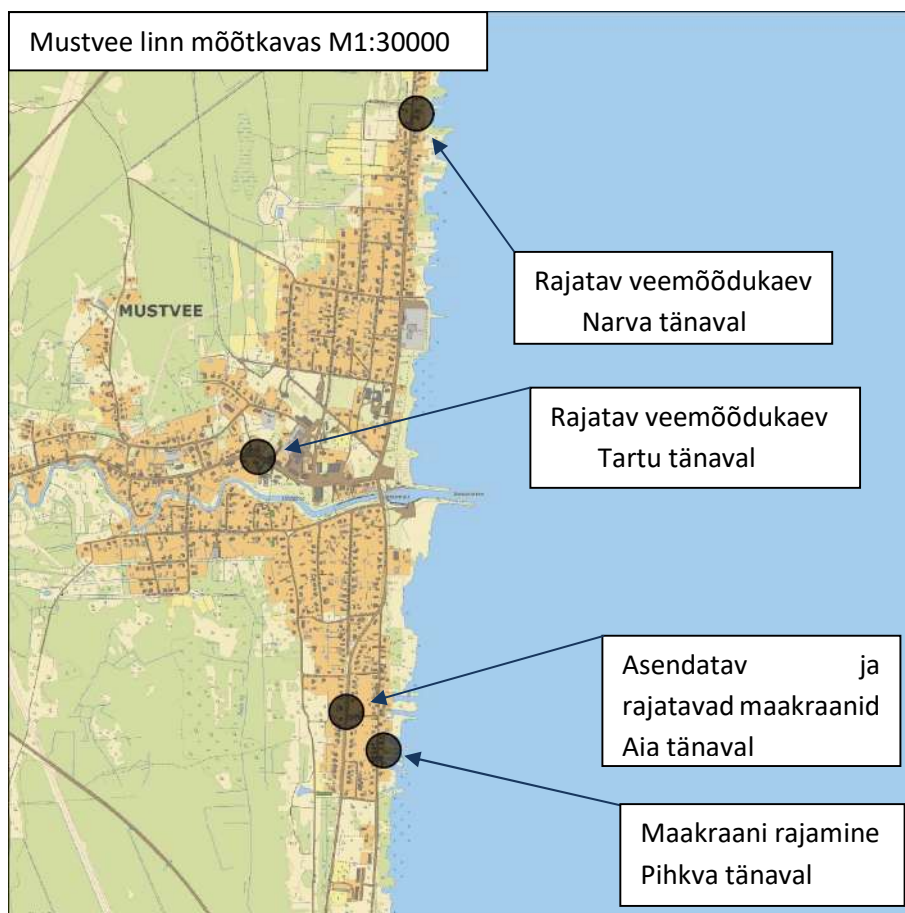 Mustvee linn mõõtkavas M1:30000
Rajatav veemõõdukaev
Narva tänaval
MUSTVEE
Rajatav veemõõdukaev
Tartu tänaval
Asendatav ja
rajatavad maakraanid
Aia tänaval
Maakraani rajamine
Pihkva tänaval